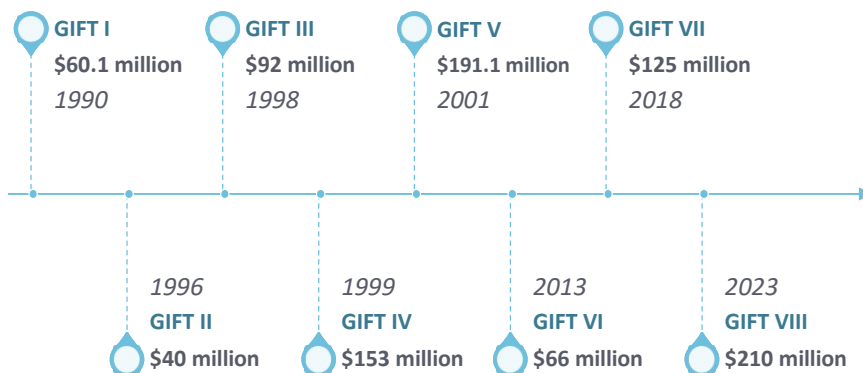 GIFT I
$60.1 million
1990
GIFT III
$92 million
1998
GIFT V
$191.1 million
2001
GIFT VII
$125 million
2018
1996
GIFT II
$40 million
1999
GIFT IV
$153 million
2013
GIFT VI
$66 million
2023
GIFT VIII
$210 million